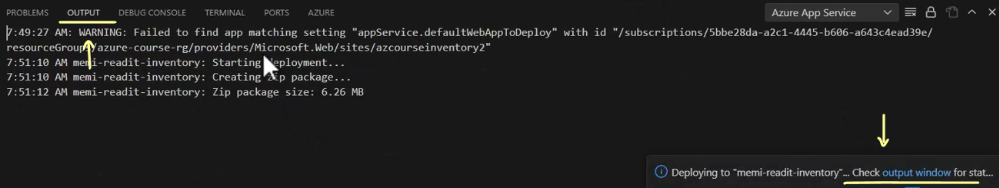 PROBLEMS OUTPUT DEBUG CONSOLE TERMINAL PORTS AZURE Azure App Service
7:49:27 AM: WARNING: Failed to find app matching setting "appService.defaultWebAppToDeploy" with id "/subscriptions/5bbe28da-a2c1-4445-b606-a643c4ead39e/
resourceGroups/azure-course-rg/providers/Microsoft.Web/sites/azcourseinventory2"
7:51:10 AM memi-readit-inventory: Starting deployment...
7:51:10 AM memi-readit-inventory: Creating zip package...
7:51:12 AM memi-readit-inventory: Zip package size: 6.26 MB
Deploying to "memi-readit-inventory"... Check output window for stat...